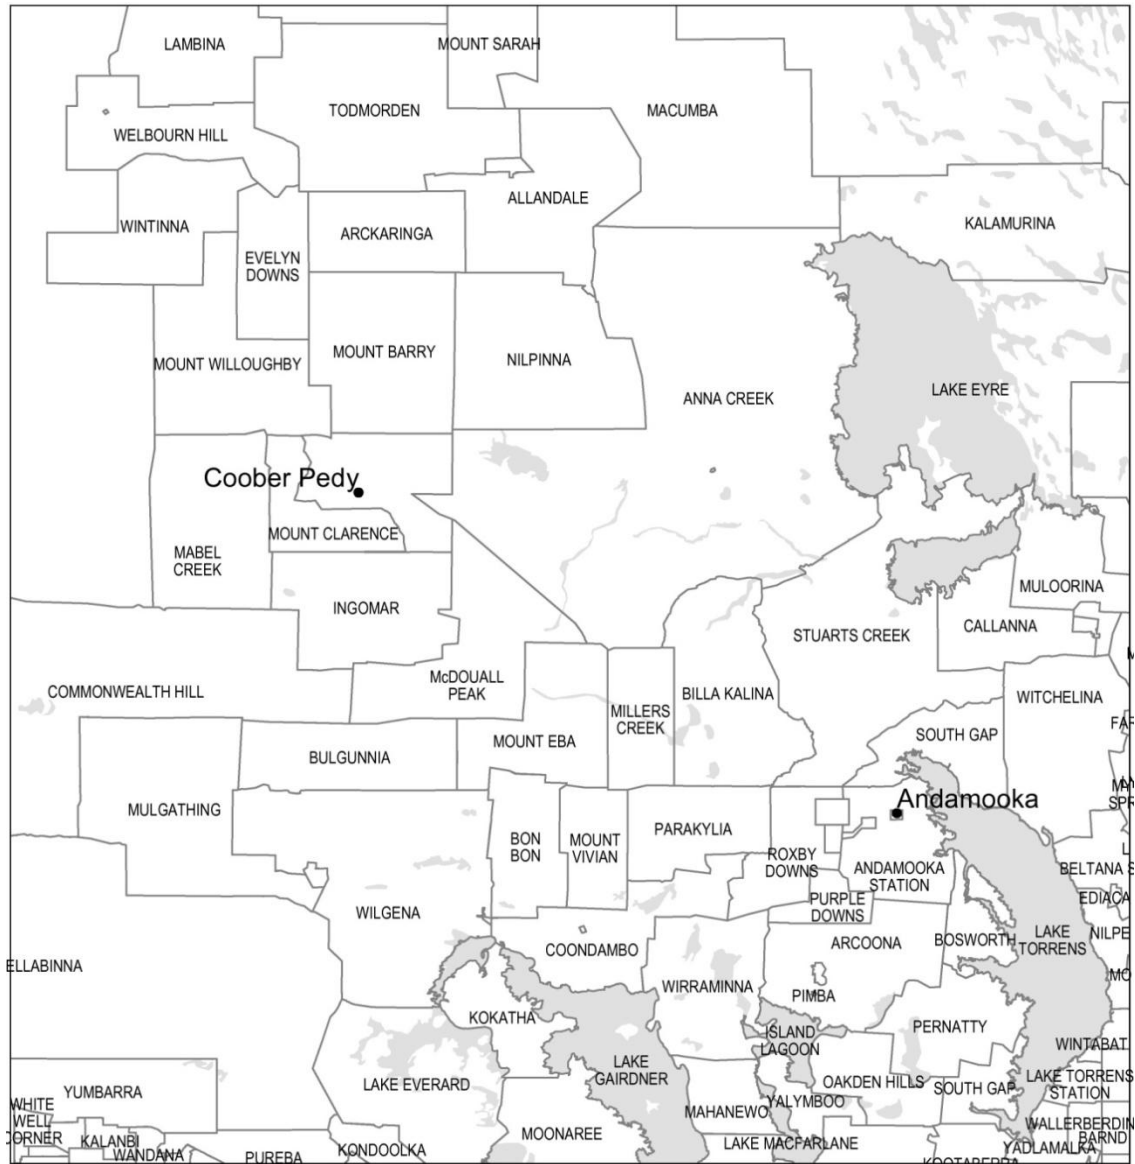 LAMBINA
MOUNT SARAH
TODMORDEN
MACUMBA
WELBOURN HILL
ALLANDALE
WINTINNA
ARCKARINGA
KALAMURINA
EVELYN
DOWNS
MOUNT WILLOUGHBY
MOUNT BARRY
NILPINNA
ANNA CREEK
LAKE EYRE
Coober Pedy
MOUNT CLARENCE
MABEL
CREEK
INGOMAR
MULOORINA
STUARTS CREEK
CALLANNA
COMMONWEALTH HILL
McDOUALL
PEAK
BILLA KALINA
WITCHELINA
MILLERS
CREEK
MOUNT EBA
SOUTH GAP
BULGUNNIA
MULGATHING
Andamooka
PARAKYLIA
BON
BON
MOUNT
VIVIAN
ROXBY
DOWNS
ANDAMOOKA
STATION
BELTANA S
EDIACA
PURPLE
DOWNS
WILGENA
ARCOONA
BOSWORTH
LAKE
TORRENS
NILPE
COONDAMBO
ELLABINNA
MO
WIRRAMINNA
PIMBA
KOKATHA
PERNATTY
ISLAND
LAGOON
WINTABAT
LAKE
GAIRDNER
LAKE EVERARD
OAKDEN HILLS
SOUTH GAP
LAKE TORRENS
STATION
YUMBARRA
YALYMBOO
MAHANEWO
WHITE
WELL
CORNER
KALANBI
WANDANA
PUREBA
KONDOOLKA
MOONAREE
LAKE MACFARLANE
WALLERBERDIN
BARND
YADLAMALKA